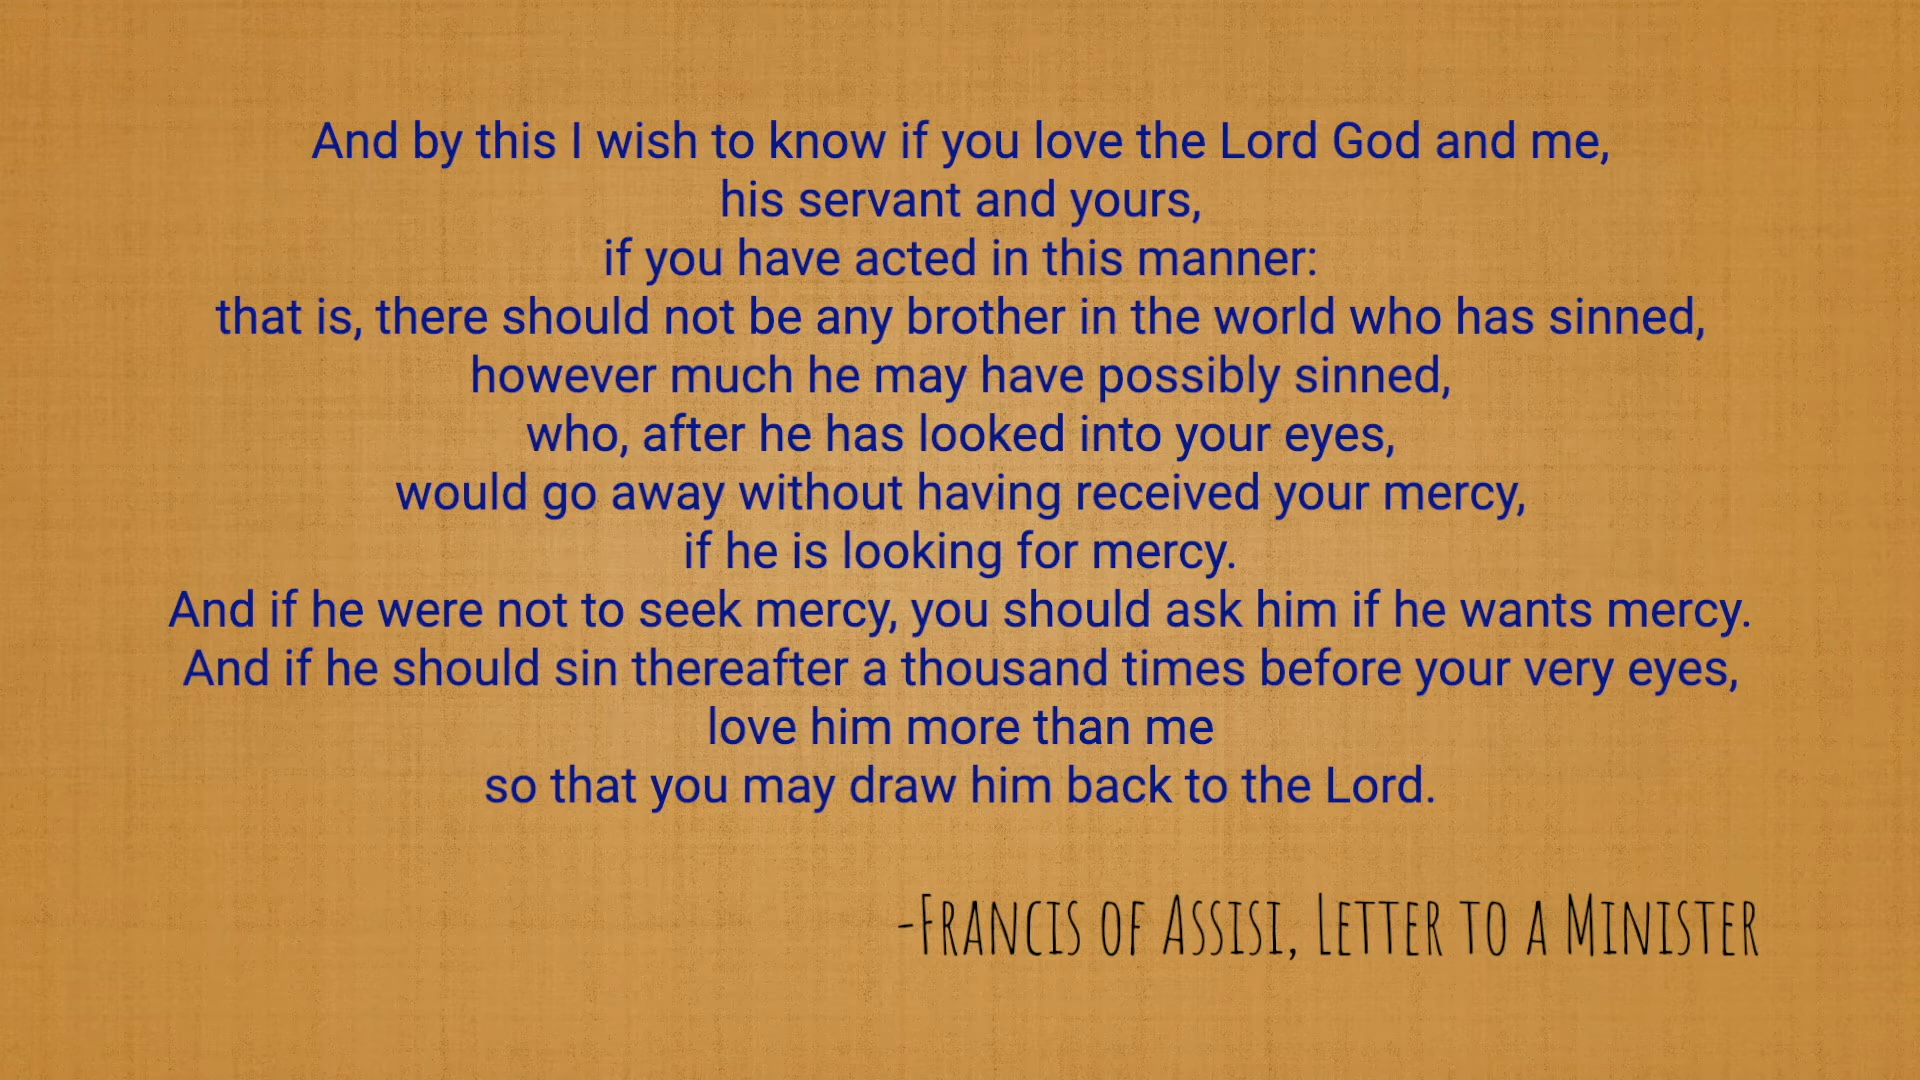 And by this I wish to know if you love the Lord God and me,
his servant and yours,
if you have acted in this manner:
that is, there should not be any brother in the world who has sinned,
however much he may have possibly sinned,
who, after he has looked into your eyes,
would go away without having received your mercy,
if he is looking for mercy.
And if he were not to seek mercy, you should ask him if he wants mercy.
And if he should sin thereafter a thousand times before your very eyes,
love him more than me
so that you may draw him back to the Lord.
-Francis of Assisi, Letter to a Minister